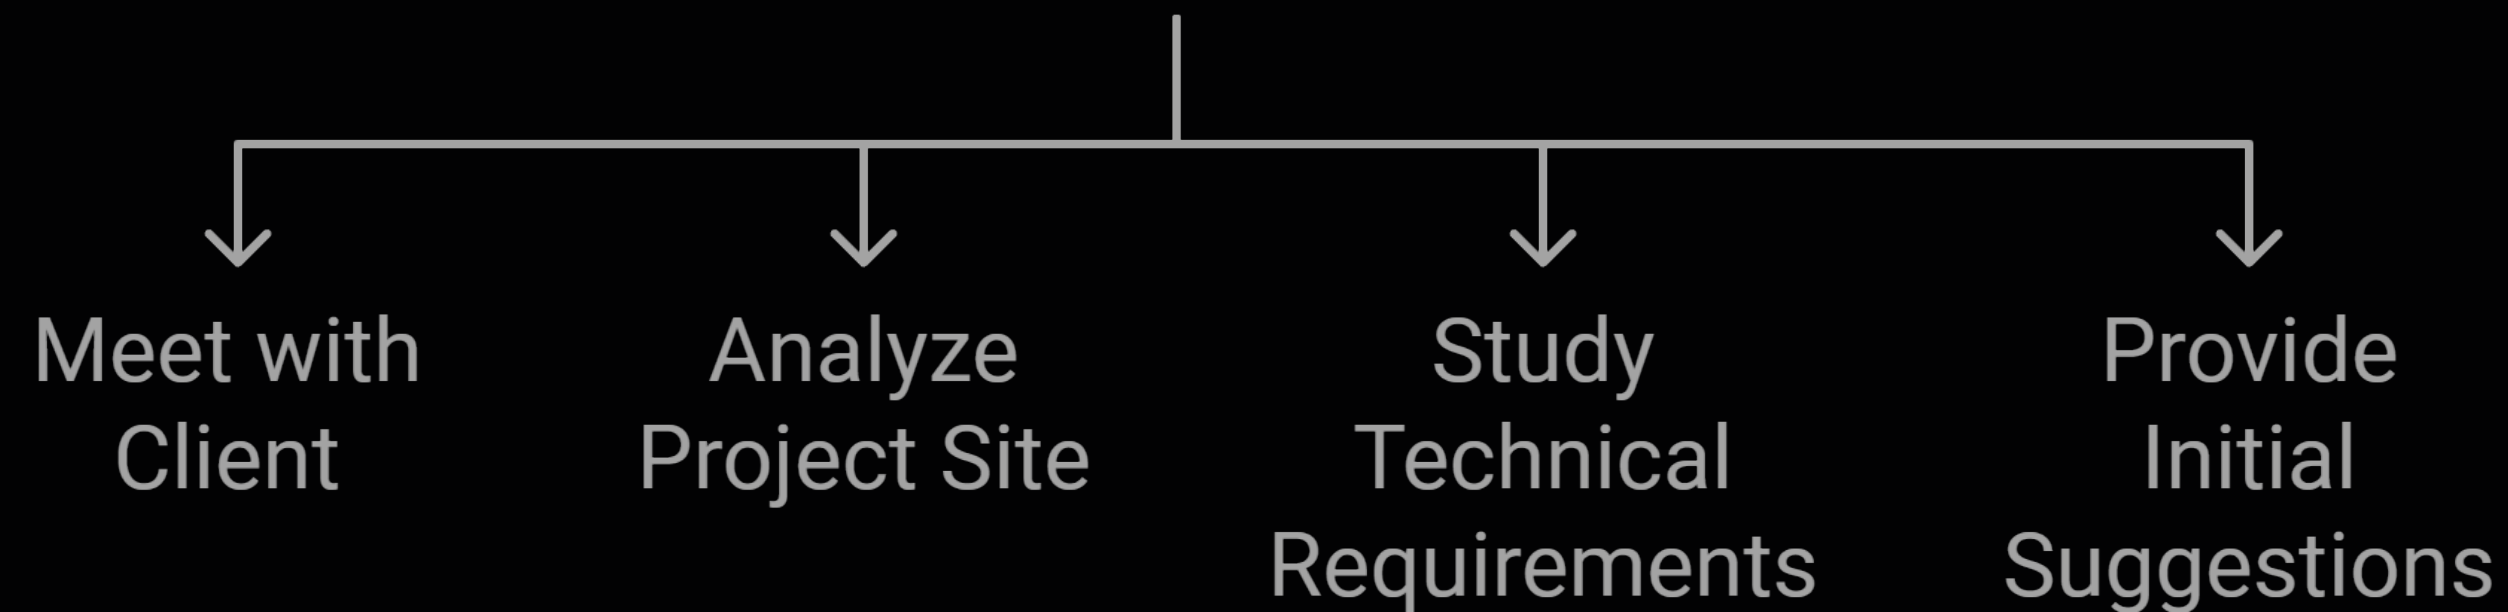 Meet with
Client
Analyze
Project Site
Study
Technical
Requirements
Provide
Initial
Suggestions